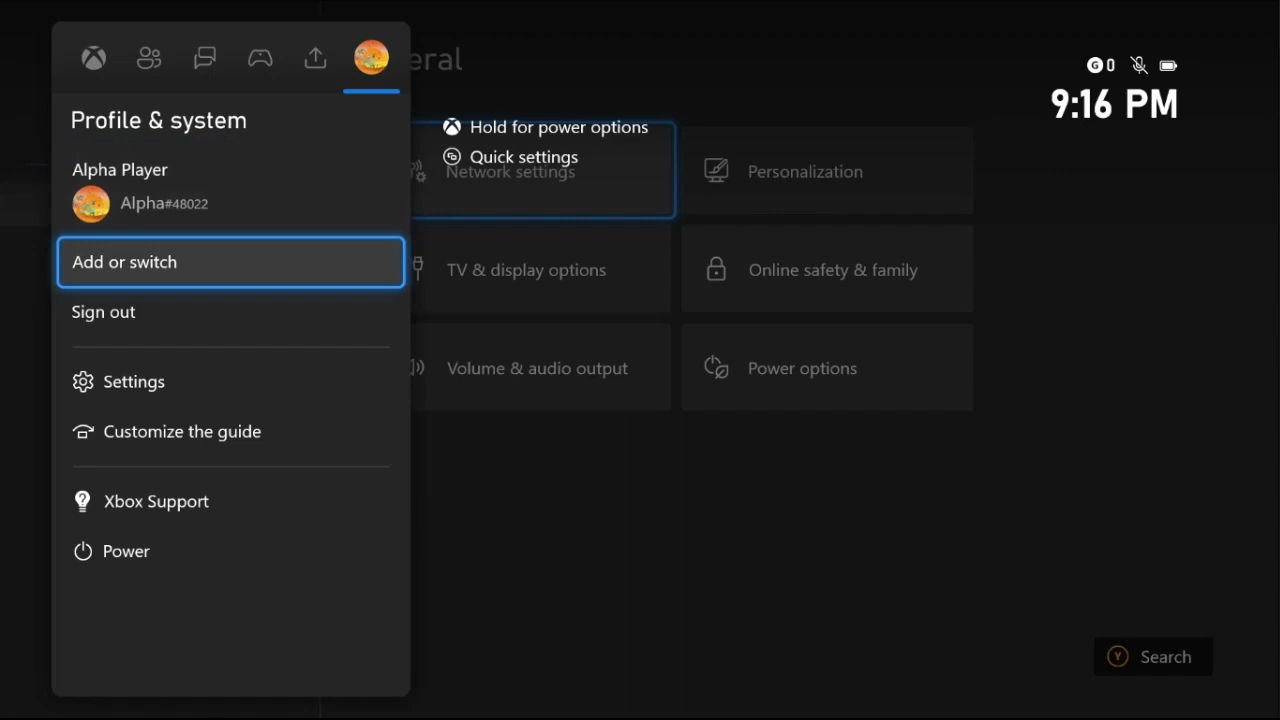 eral
G 0
9:16 PM
Profile & system
Hold for power options
Quick settings
Alpha Player
Alpha#48022
Add or switch
Sign out
Settings
Customize the guide
Xbox Support
Power
Network settings
Personalization
TV & display options
Online safety & family
Volume & audio output
Power options
Y Search